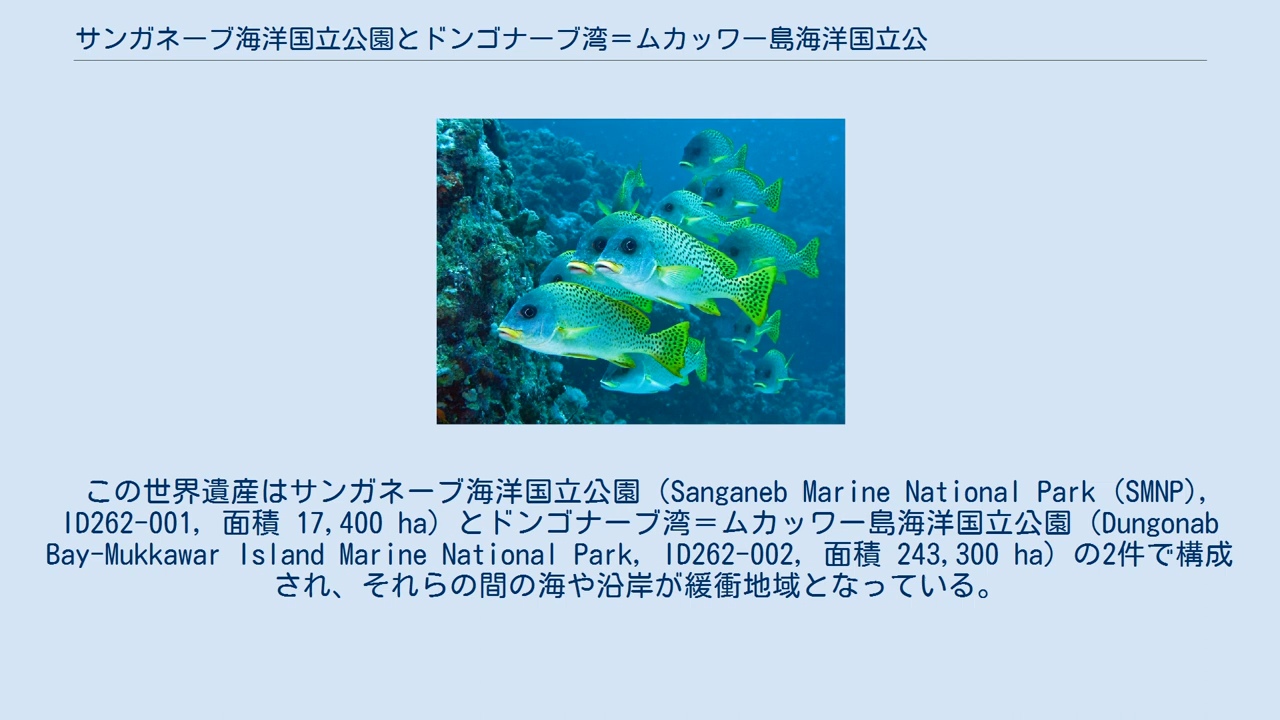 サンガネーブ海洋国立公園とドンゴナーブ湾＝ムカッワー島海洋国立公
この世界遺産はサンガネーブ海洋国立公園 (Sanganeb Marine National Park (SMNP),
ID262-001, 面積 17,400 ha) とドンゴナーブ湾＝ムカッワー島海洋国立公園 (Dungonab
Bay-Mukkawar Island Marine National Park, ID262-002, 面積 243,300 ha) の2件で構成
され、それらの間の海や沿岸が緩衝地域となっている。